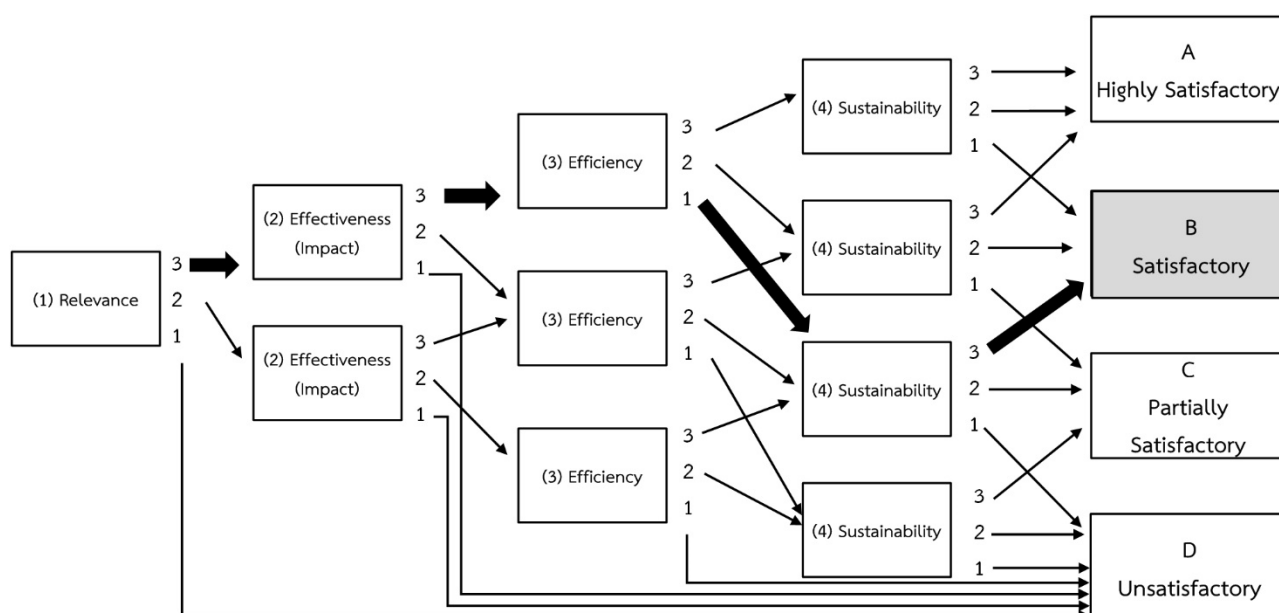 (1) Relevance
3
2
1
(2) Effectiveness
(Impact)
3
2
1
(2) Effectiveness
(Impact)
3
2
1
(3) Efficiency
3
2
1
(3) Efficiency
3
2
1
(3) Efficiency
3
2
1
(4) Sustainability
3
2
1
(4) Sustainability
3
2
1
(4) Sustainability
3
2
1
(4) Sustainability
3
2
1
A
Highly Satisfactory
B
Satisfactory
C
Partially
Satisfactory
D
Unsatisfactory